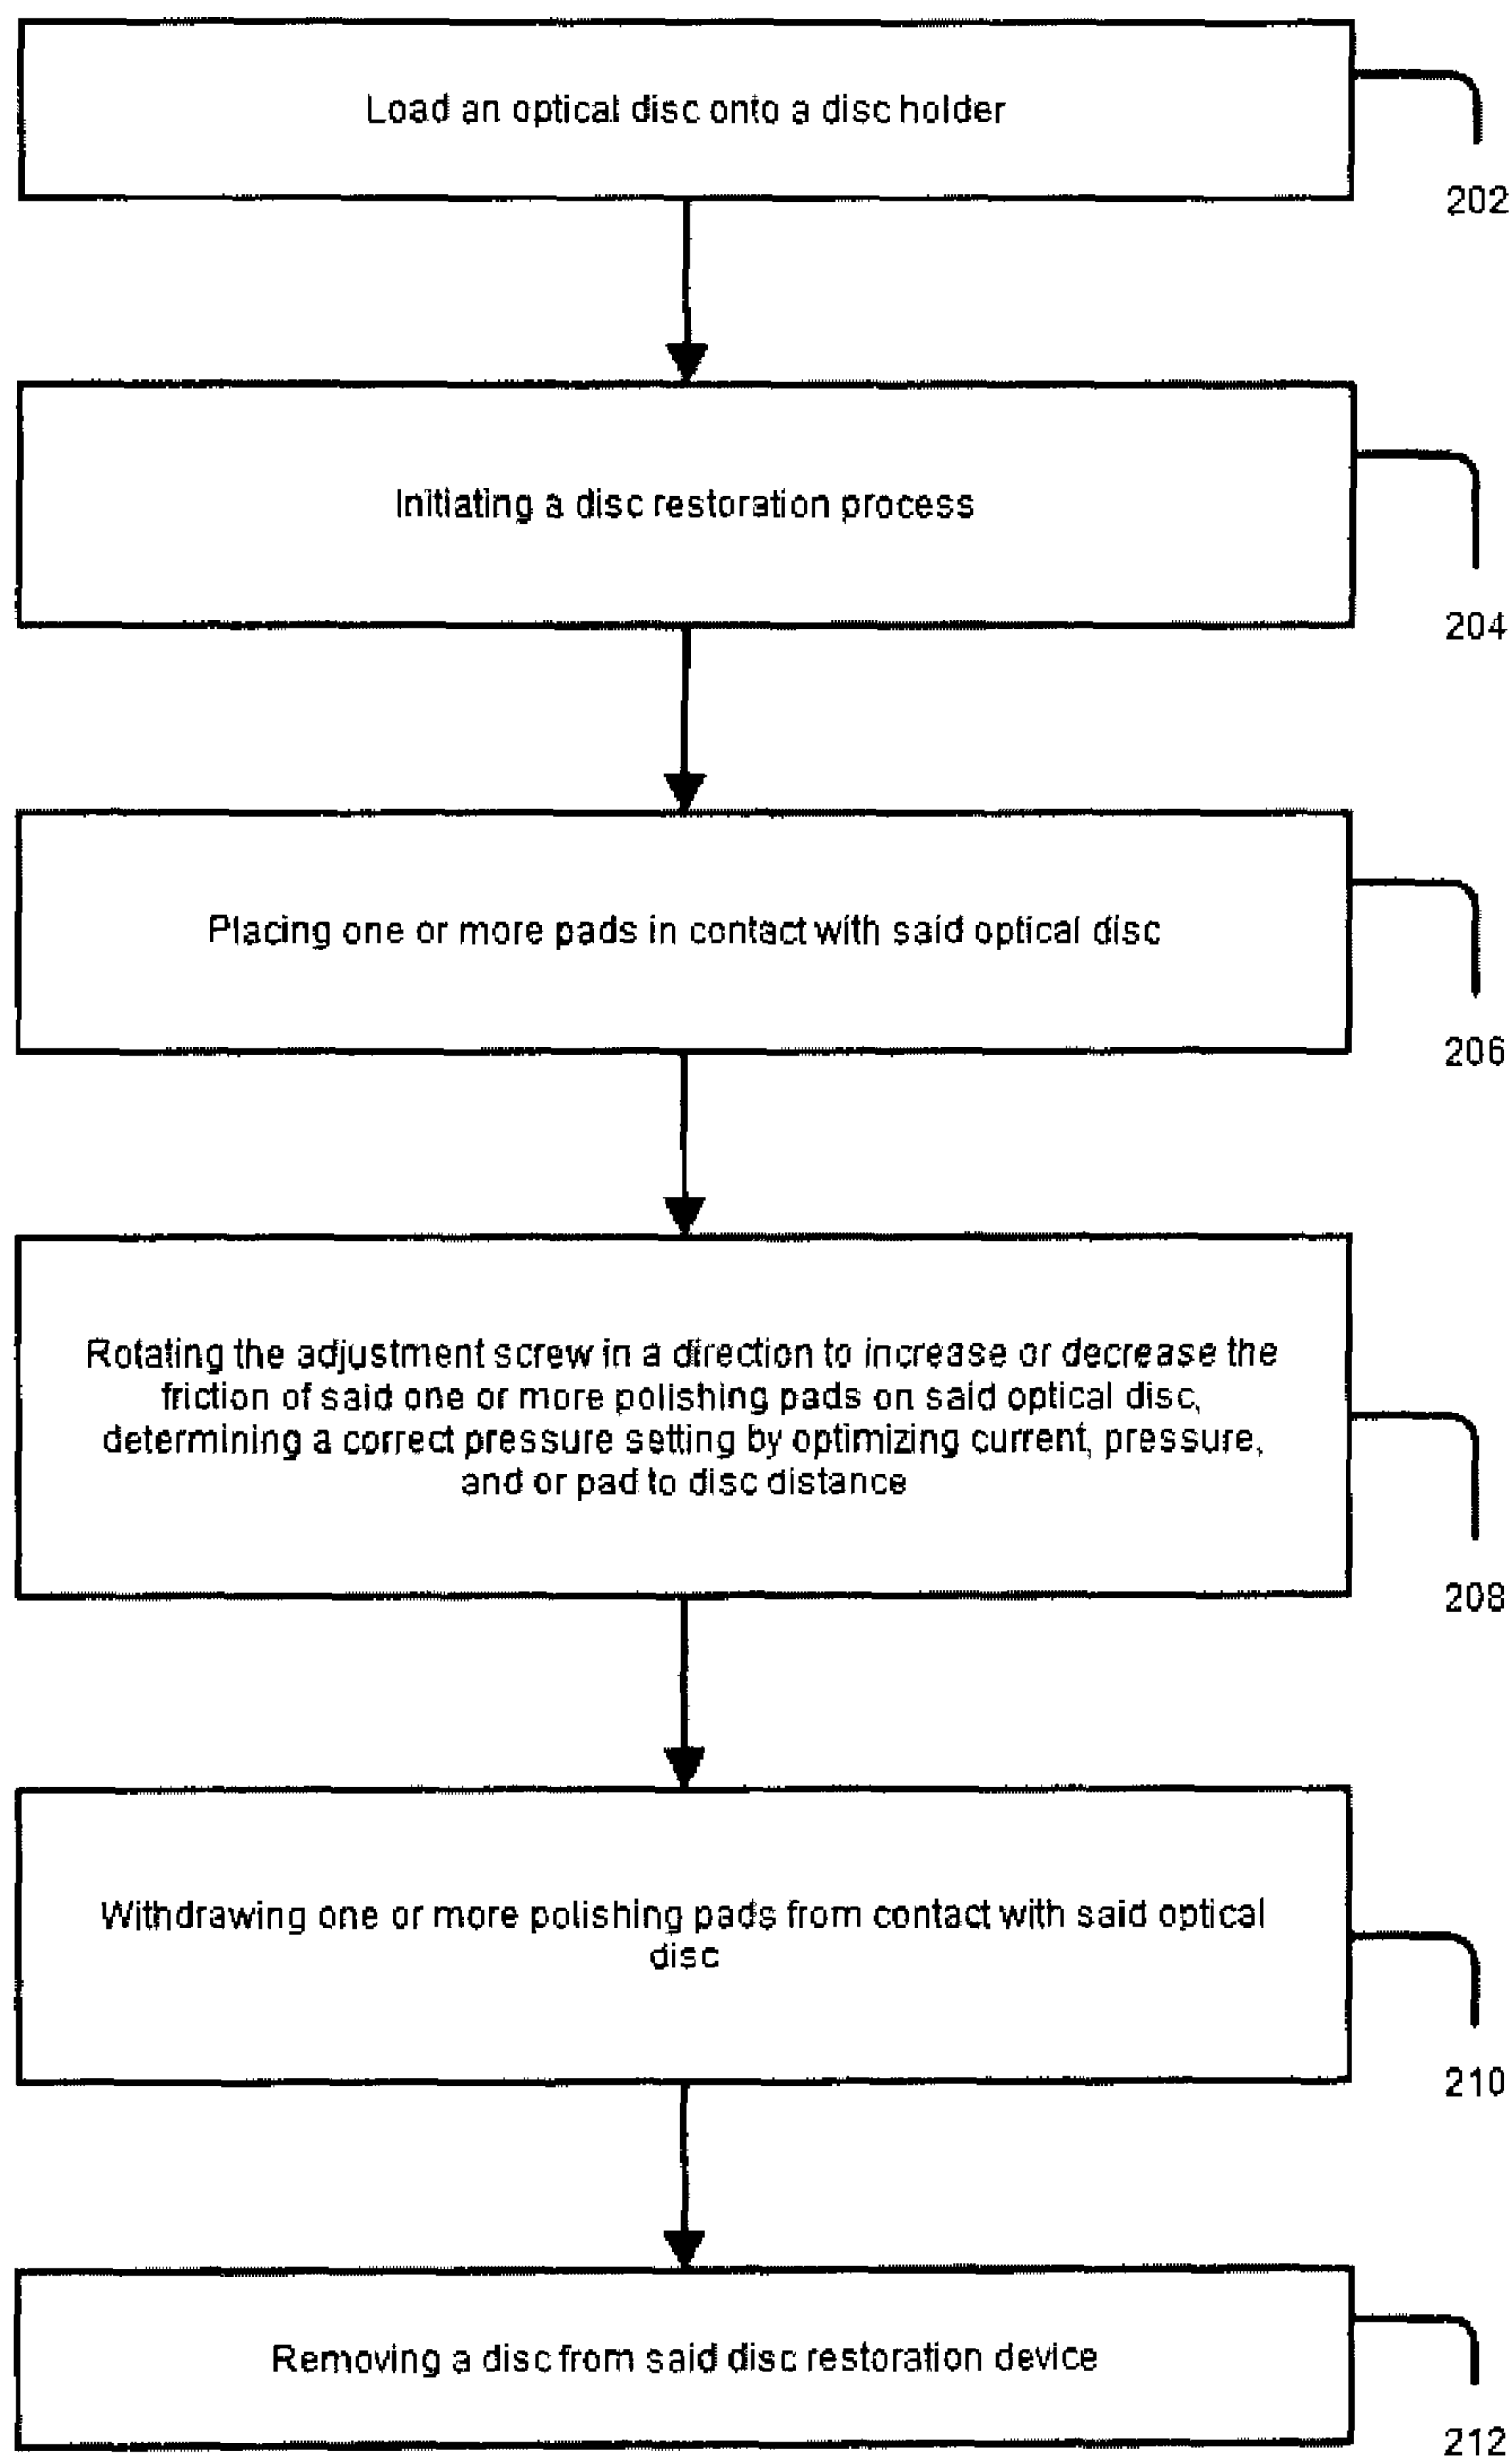 Load an optical disc onto a disc holder
202
Initiating a disc restoration process
204
Placing one or more pads in contact with said optical disc
206
Rotating the adjustment screw in a direction to increase or decrease the
friction of said one or more polishing pads on said optical disc,
determining a correct pressure setting by optimizing current, pressure,
and or pad to disc distance
208
Withdrawing one or more polishing pads from contact with said optical
disc
210
Removing a disc from said disc restoration device
212